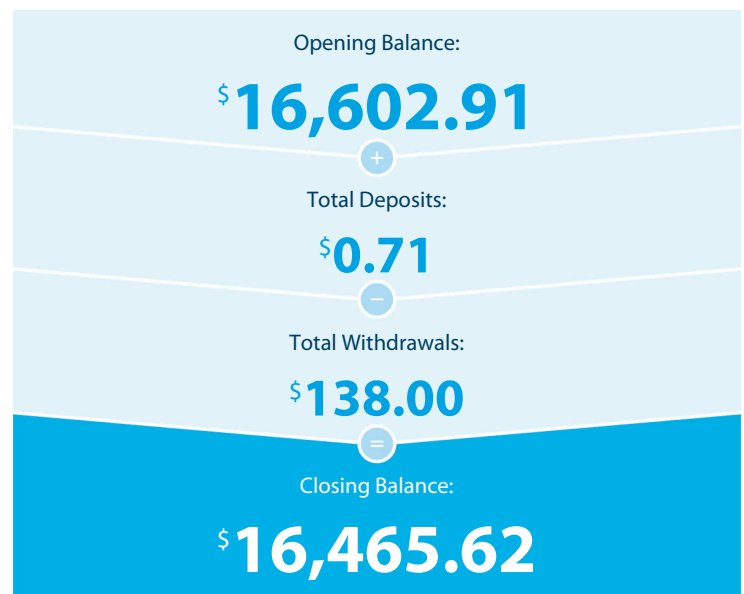 Opening Balance:
$16,602.91
+
Total Deposits:
$0.71
−
Total Withdrawals:
$138.00
=
Closing Balance:
$16,465.62